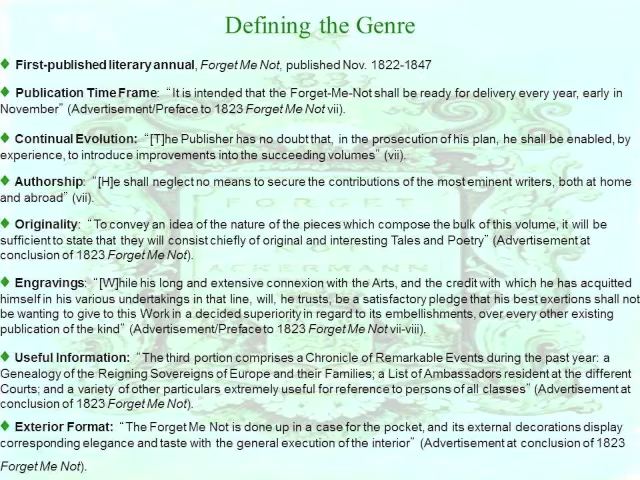 Defining the Genre
♦ First-published literary annual, Forget Me Not, published Nov. 1822-1847
♦ Publication Time Frame: “It is intended that the Forget-Me-Not shall be ready for delivery every year, early in
November” (Advertisement/Preface to 1823 Forget Me Not vii).
♦ Continual Evolution: “[T]he Publisher has no doubt that, in the prosecution of his plan, he shall be enabled, by
experience, to introduce improvements into the succeeding volumes” (vii).
♦ Authorship: “[H]e shall neglect no means to secure the contributions of the most eminent writers, both at home
and abroad” (vii).
♦ Originality: “To convey an idea of the nature of the pieces which compose the bulk of this volume, it will be
sufficient to state that they will consist chiefly of original and interesting Tales and Poetry” (Advertisement at
conclusion of 1823 Forget Me Not).
♦ Engravings: “[W]hile his long and extensive connexion with the Arts, and the credit with which he has acquitted
himself in his various undertakings in that line, will, he trusts, be a satisfactory pledge that his best exertions shall not
be wanting to give to this Work in a decided superiority in regard to its embellishments, over every other existing
publication of the kind” (Advertisement/Preface to 1823 Forget Me Not vii-viii).
♦ Useful Information: “The third portion comprises a Chronicle of Remarkable Events during the past year: a
Genealogy of the Reigning Sovereigns of Europe and their Families; a List of Ambassadors resident at the different
Courts; and a variety of other particulars extremely useful for reference to persons of all classes” (Advertisement at
conclusion of 1823 Forget Me Not).
♦ Exterior Format: “The Forget Me Not is done up in a case for the pocket, and its external decorations display
corresponding elegance and taste with the general execution of the interior” (Advertisement at conclusion of 1823
Forget Me Not).
FORGET
ACKERMANN